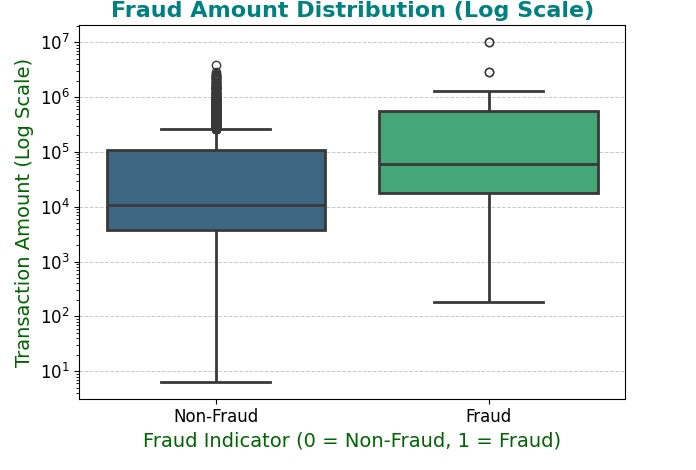 Fraud Amount Distribution (Log Scale)
Transaction Amount (Log Scale)
10⁷
10⁶
10⁵
10⁴
10³
10²
10¹
Non-Fraud Fraud
Fraud Indicator (0 = Non-Fraud, 1 = Fraud)